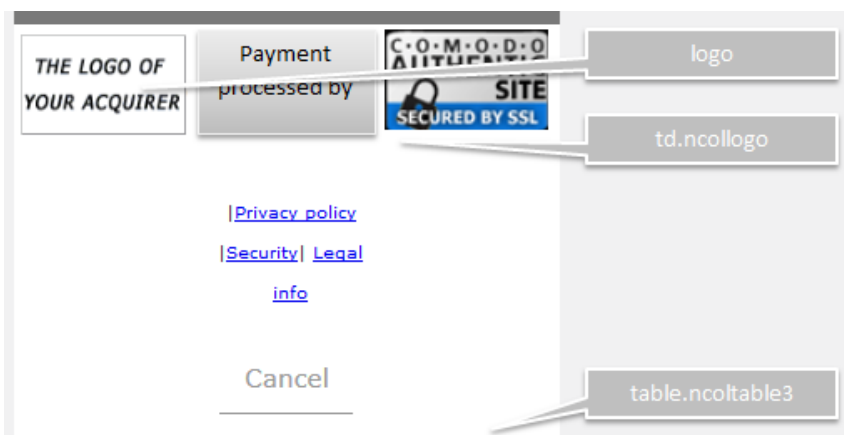 THE LOGO OF
YOUR ACQUIRER
Payment
processed by
C·O·M·O·D·O
AUTHENTIC
SITE
SECURED BY SSL
logo
td.ncollogo
|Privacy policy
|Security| Legal
info
Cancel
table.ncoltable3